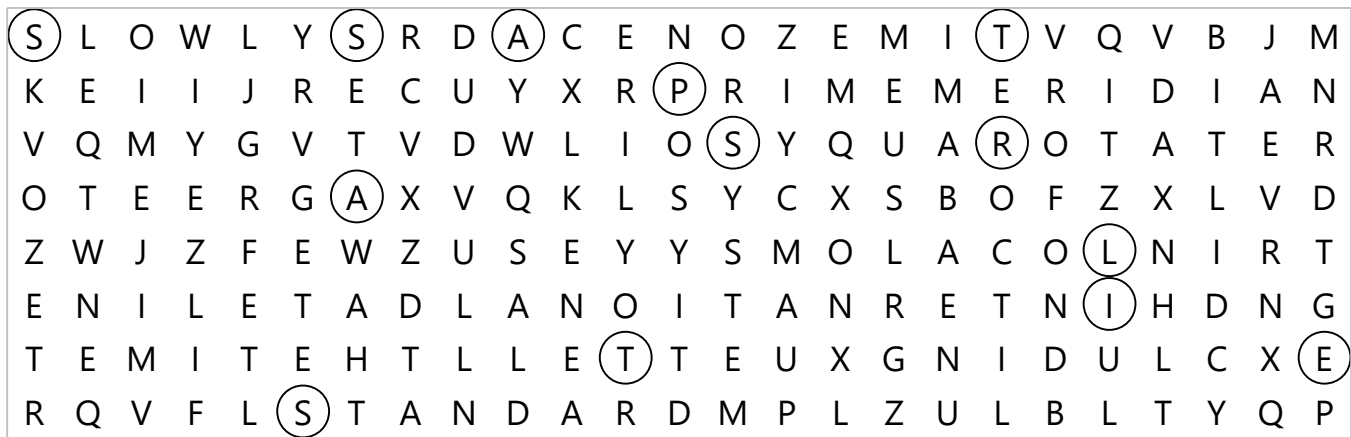 S L O W L Y S R D A C E N O Z E M I T V Q V B J M
K E I I J R E C U Y X R P R I M E M E R I D I A N
V Q M Y G V T V D W L I O S Y Q U A R O T A T E R
O T E E R G A X V Q K L S Y C X S B O F Z X L V D
Z W J Z F E W Z U S E Y Y S M O L A C O L N I R T
E N I L E T A D L A N O I T A N R E T N I H D N G
T E M I T E H T L L E T T E U X G N I D U L C X E
R Q V F L S T A N D A R D M P L Z U L B L T Y Q P